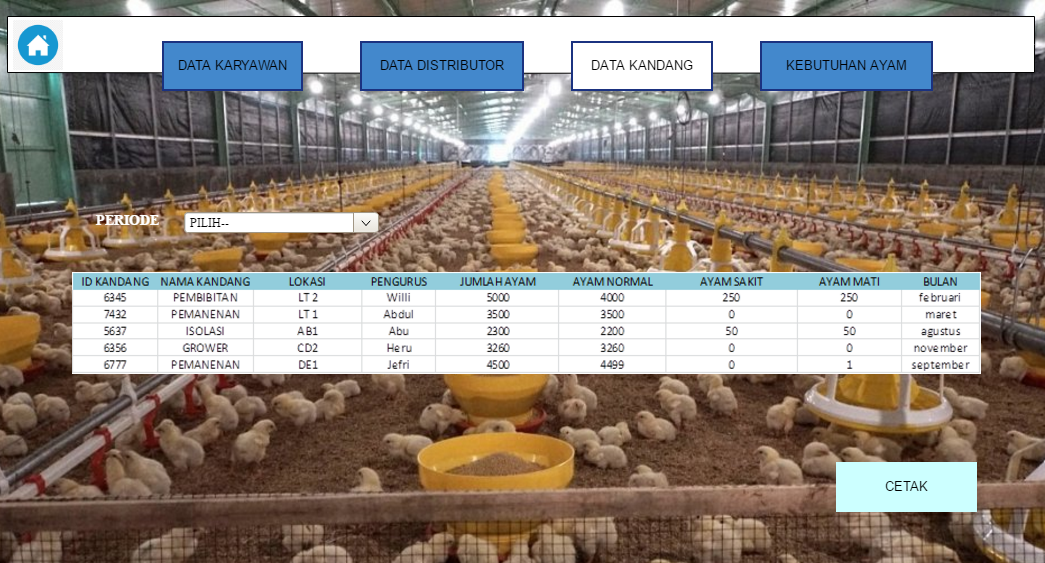 DATA KARYAWAN DATA DISTRIBUTOR DATA KANDANG KEBUTUHAN AYAM
PERIODE PILIH--
ID KANDANG NAMA KANDANG LOKASI PENGURUS JUMLAH AYAM AYAM NORMAL AYAM SAKIT AYAM MATI BULAN
6345 PEMBIBITAN LT 2 Willi 5000 4000 250 250 februari
7432 PEMANENAN LT 1 Abdul 3500 3500 0 0 maret
5637 ISOLASI AB1 Abu 2300 2200 50 50 agustus
6356 GROWER CD2 Heru 3260 3260 0 0 november
6777 PEMANENAN DE1 Jefri 4500 4499 0 1 september
CETAK